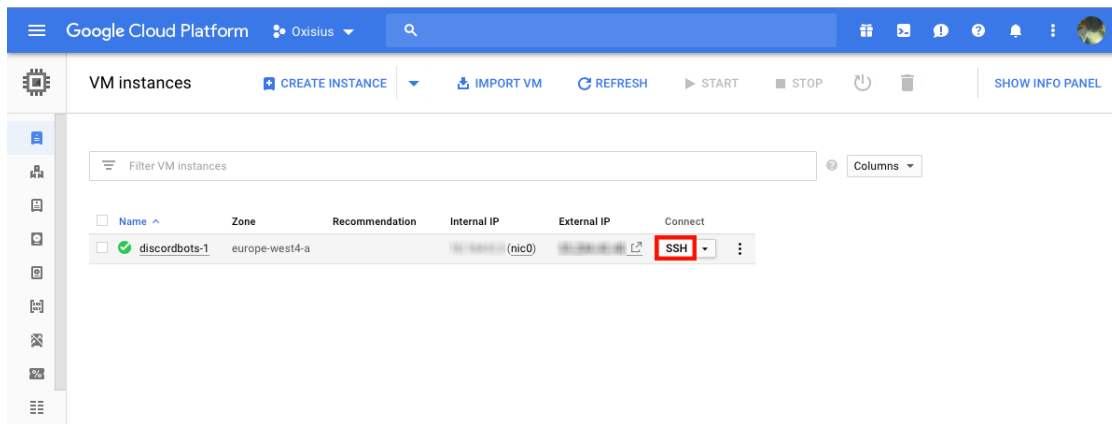 Google Cloud Platform Oxisius
VM instances CREATE INSTANCE IMPORT VM REFRESH START STOP SHOW INFO PANEL
Filter VM instances Columns
Name Zone Recommendation Internal IP External IP Connect
discordbots-1 europe-west4-a (nic0) SSH